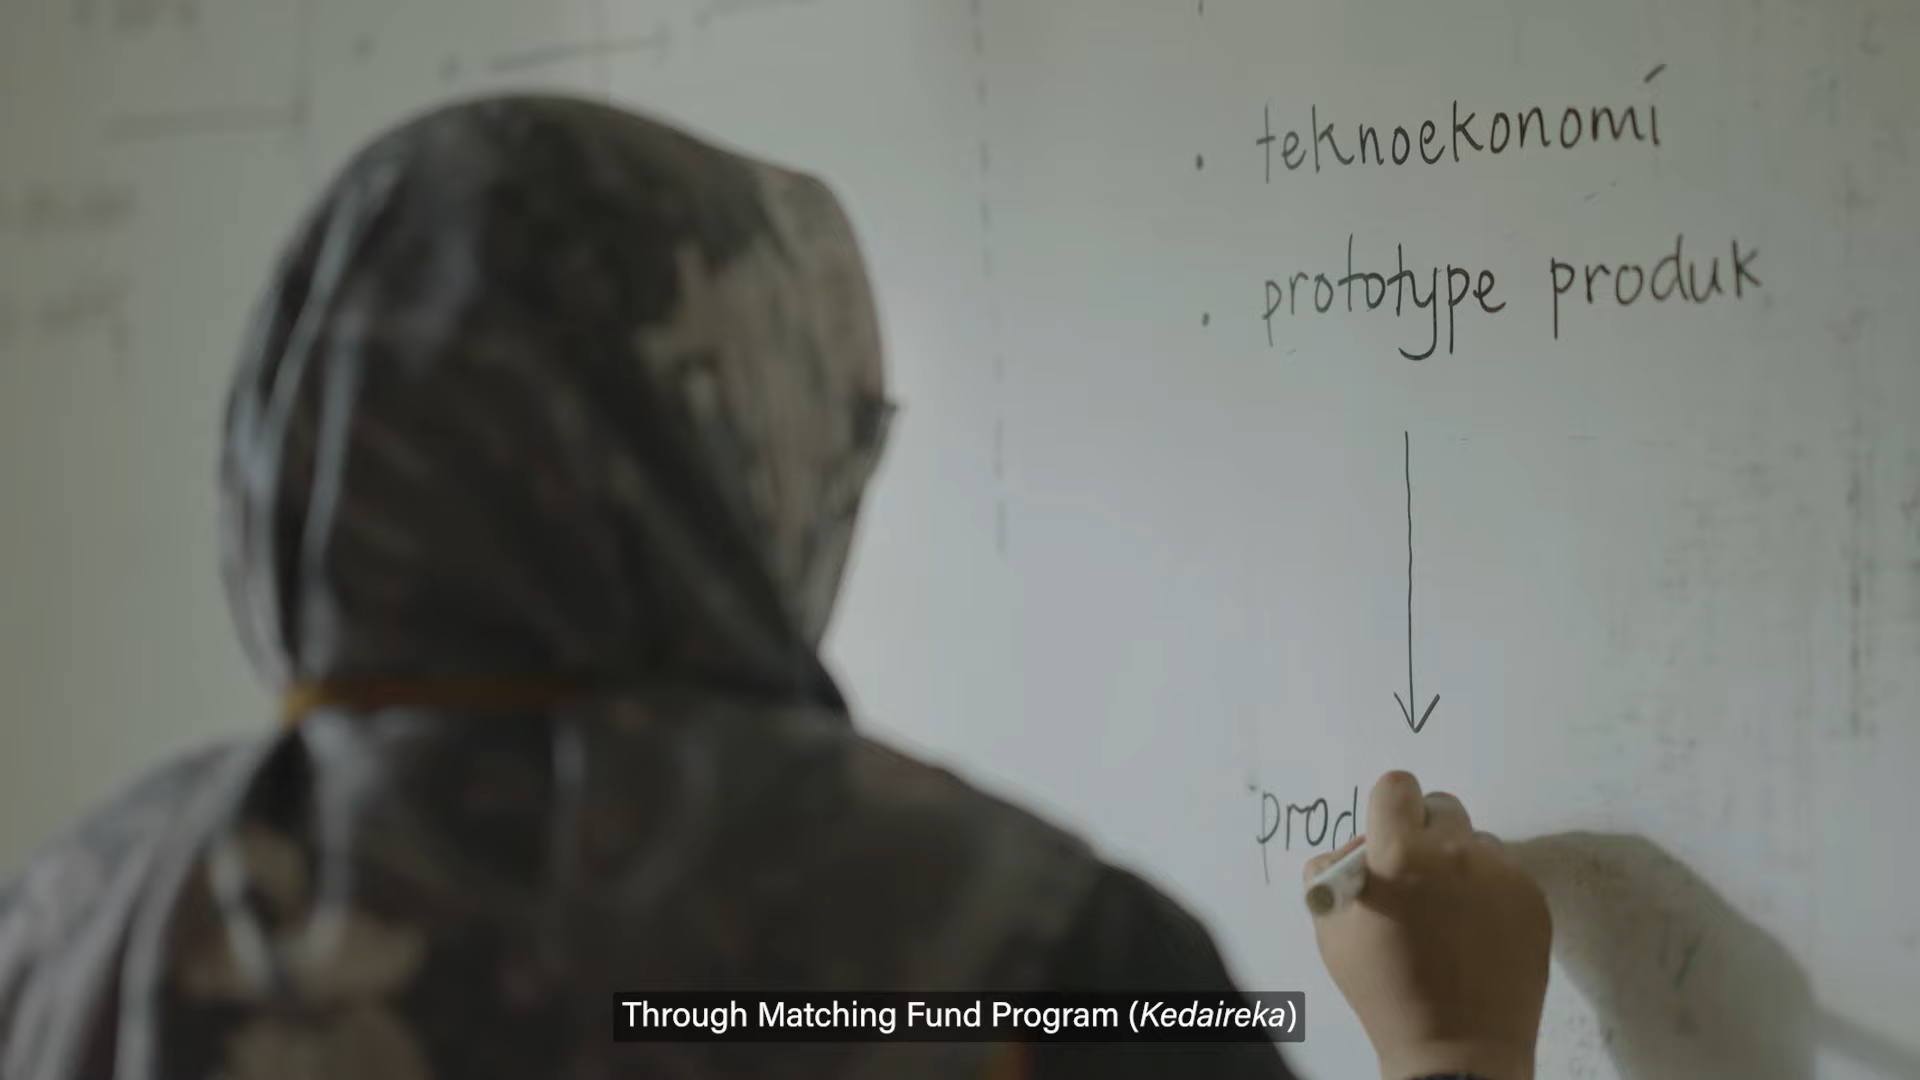 . teknoekonomi
. prototype produk
prod
Through Matching Fund Program (Kedaireka)